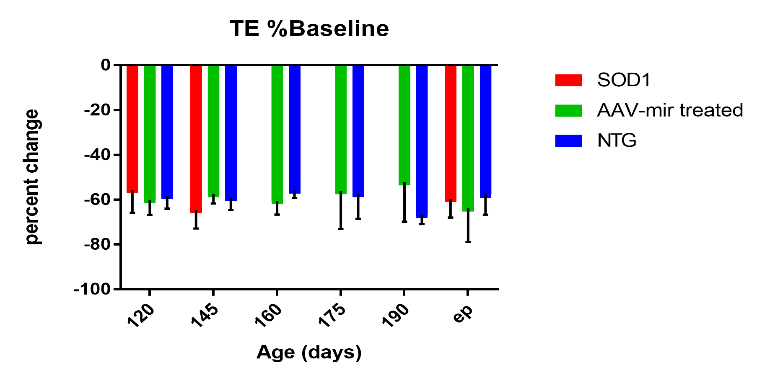 TE %Baseline
percent change
0
-20
-40
-60
-80
-100
120
145
160
175
190
ep
Age (days)
SOD1
AAV-mir treated
NTG